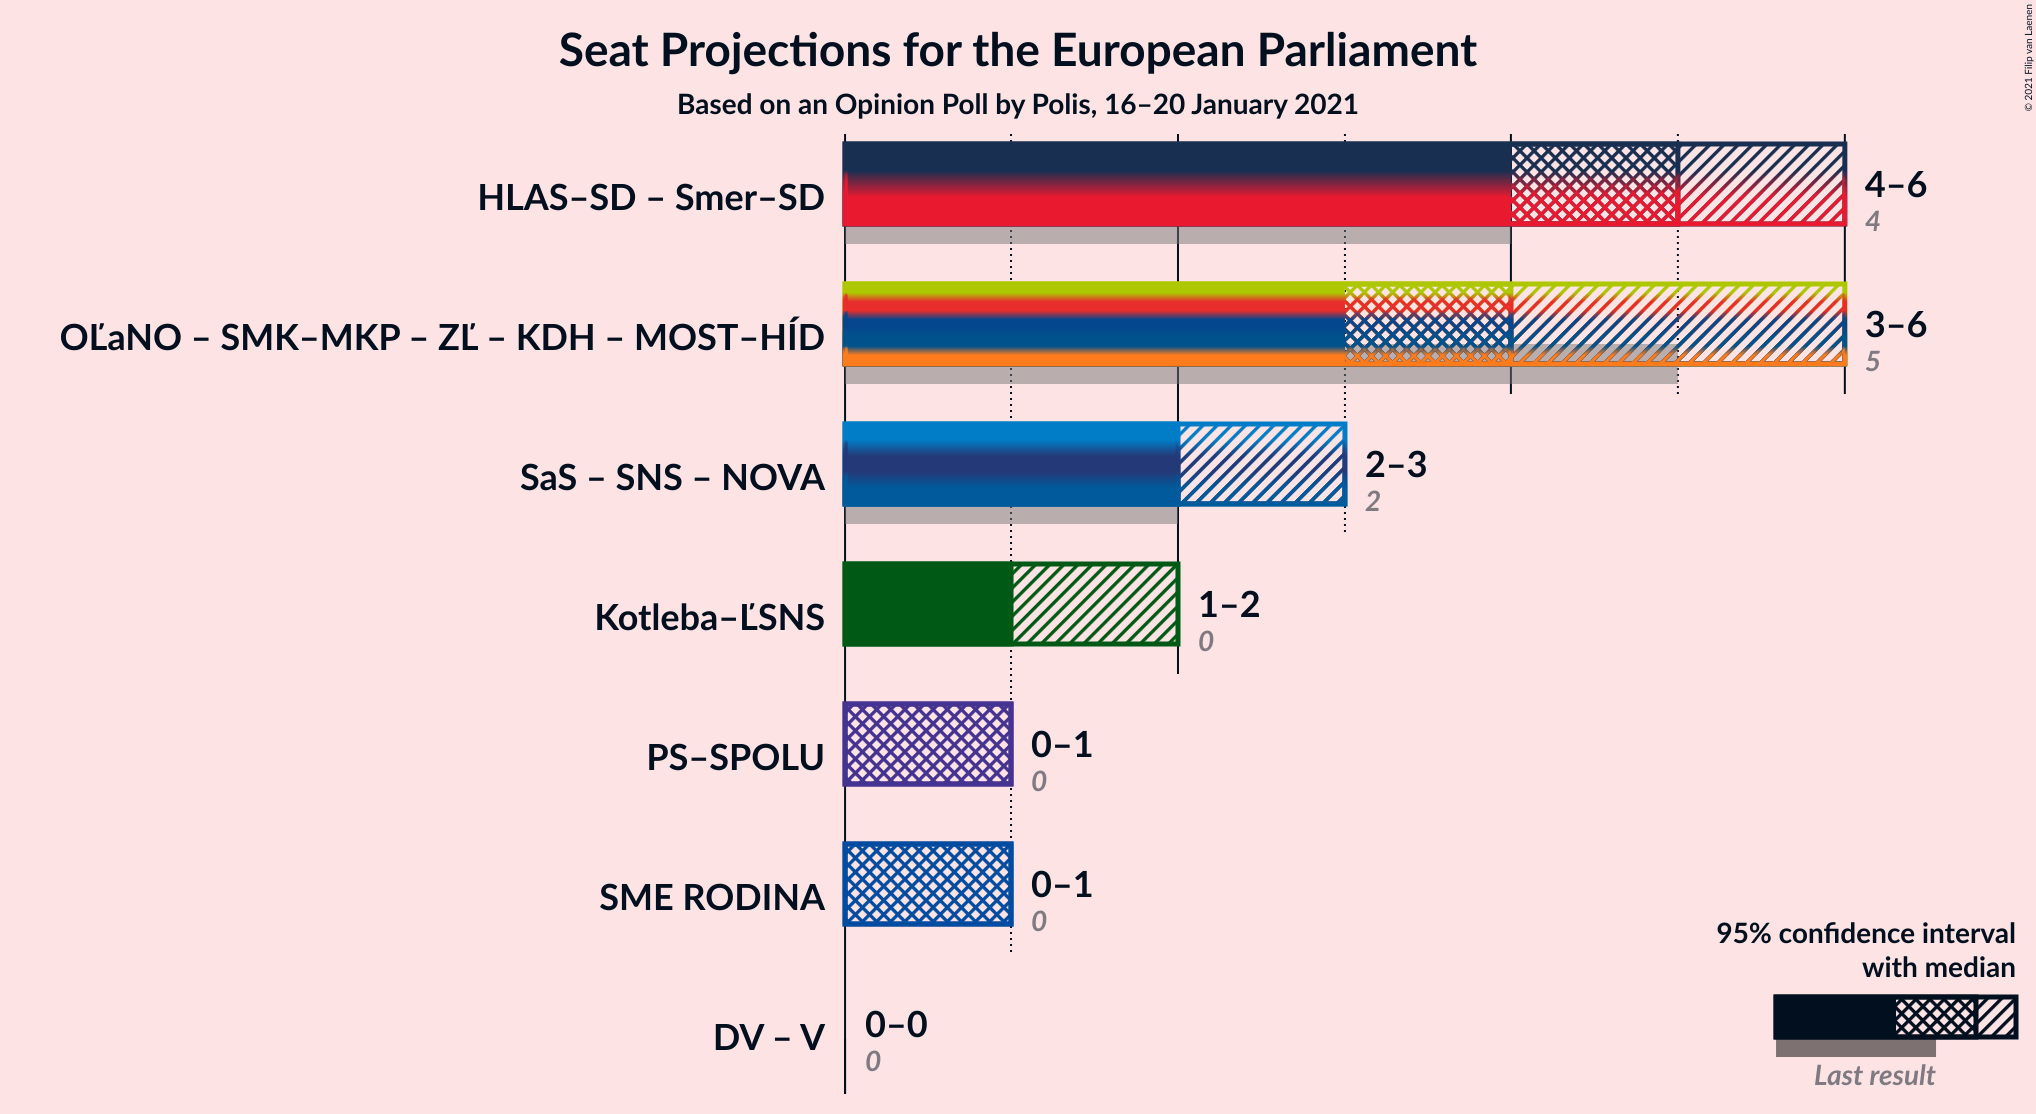 Seat Projections for the European Parliament
Based on an Opinion Poll by Polis, 16–20 January 2021
© 2021 Filip van Laenen
HLAS–SD – Smer–SD
4–6
4
OĽaNO – SMK–MKP – ZĽ – KDH – MOST–HÍD
3–6
5
SaS – SNS – NOVA
2–3
2
Kotleba–ĽSNS
1–2
0
PS–SPOLU
0–1
0
SME RODINA
0–1
0
DV – V
0–0
0
95% confidence interval
with median
Last result